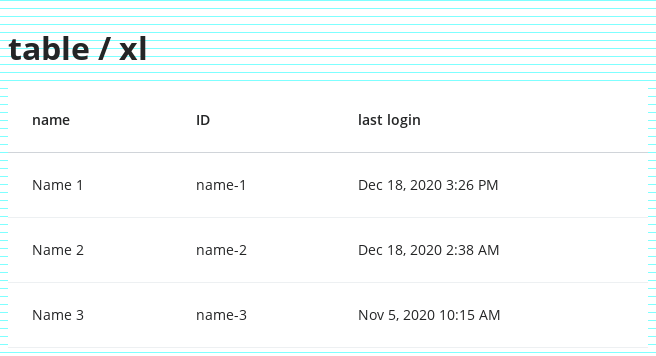 table / xl
name ID last login
Name 1 name-1 Dec 18, 2020 3:26 PM
Name 2 name-2 Dec 18, 2020 2:38 AM
Name 3 name-3 Nov 5, 2020 10:15 AM